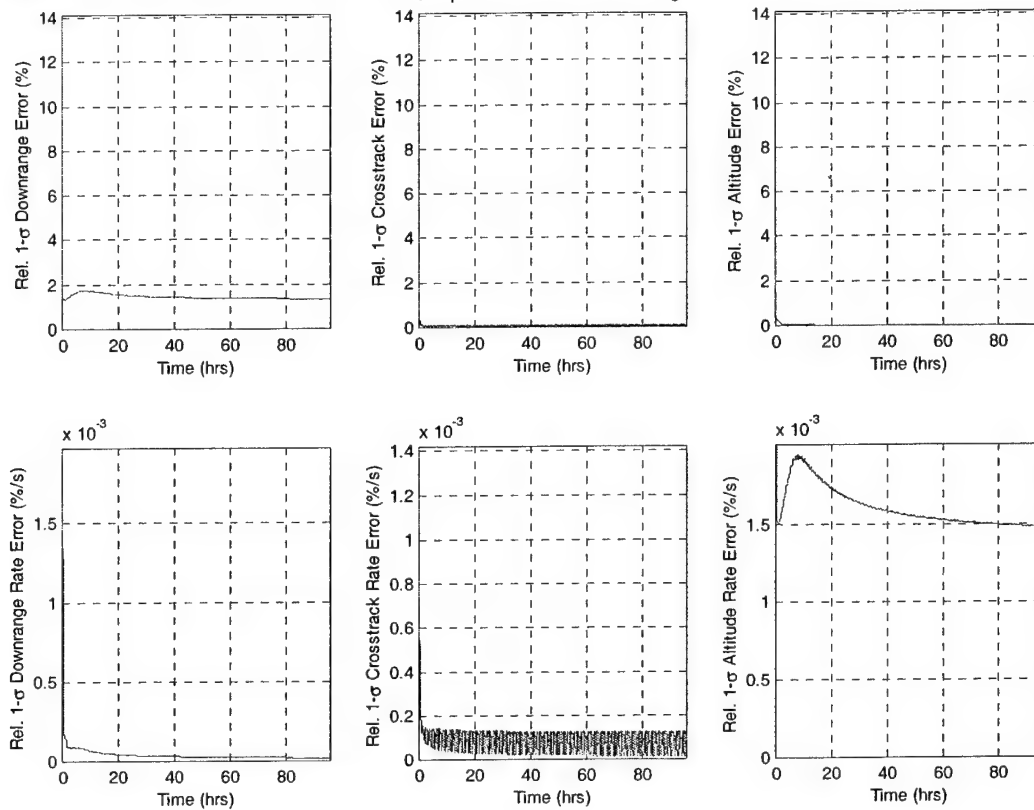 14
12
10
8
6
4
2
0
Rel. 1-σ Downrange Error (%)
0 20 40 60 80
Time (hrs)
14
12
10
8
6
4
2
0
Rel. 1-σ Crosstrack Error (%)
0 20 40 60 80
Time (hrs)
14
12
10
8
6
4
2
0
Rel. 1-σ Altitude Error (%)
0 20 40 60 80
Time (hrs)
x 10⁻³
1.5
1
0.5
0
Rel. 1-σ Downrange Rate Error (%/s)
0 20 40 60 80
Time (hrs)
x 10⁻³
1.4
1.2
1
0.8
0.6
0.4
0.2
0
Rel. 1-σ Crosstrack Rate Error (%/s)
0 20 40 60 80
Time (hrs)
x 10⁻³
1.5
1
0.5
0
Rel. 1-σ Altitude Rate Error (%/s)
0 20 40 60 80
Time (hrs)